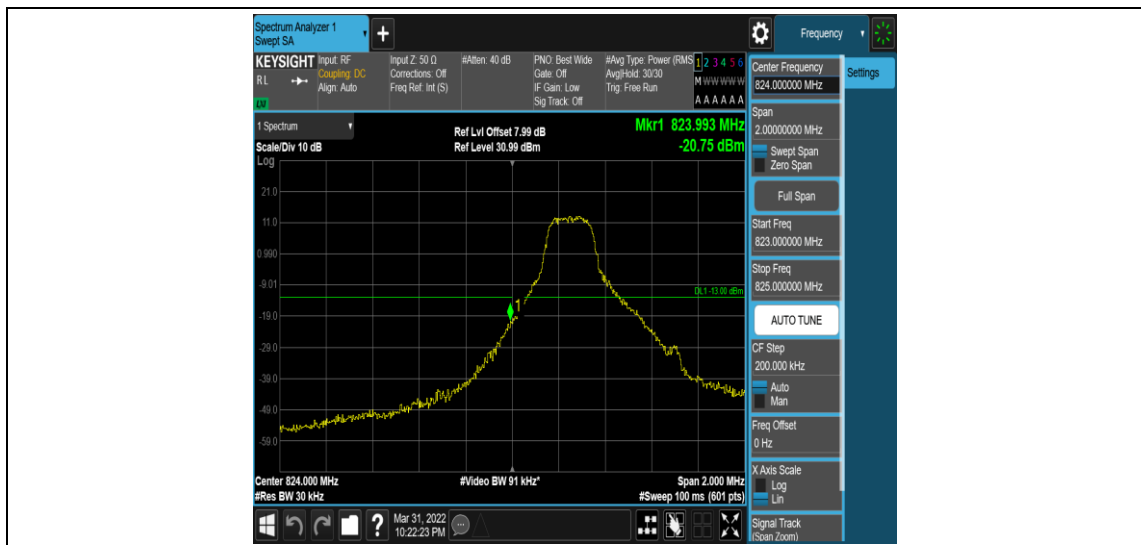 Spectrum Analyzer 1
Swept SA
+
Frequency
KEYSIGHT
RL
LXI
Input: RF
Coupling: DC
Align: Auto
Input Z: 50 Ω
Corrections: Off
Freq Ref: Int (S)
#Atten: 40 dB
PNO: Best Wide
Gate: Off
IF Gain: Low
Sig Track: Off
#Avg Type: Power (RMS
Avg|Hold: 30/30
Trig: Free Run
1 2 3 4 5 6
M W W W W W
A A A A A A
1 Spectrum
Scale/Div 10 dB
Ref Lvl Offset 7.99 dB
Ref Level 30.99 dBm
Mkr1 823.993 MHz
-20.75 dBm
Log
21.0
11.0
0.990
-9.01
-19.0
-29.0
-39.0
-49.0
-59.0
DL1 -13.00 dBm
1
Center 824.000 MHz
#Res BW 30 kHz
#Video BW 91 kHz*
Span 2.000 MHz
#Sweep 100 ms (601 pts)
?
Mar 31, 2022
10:22:23 PM
Center Frequency
824.000000 MHz
Settings
Span
2.00000000 MHz
Swept Span
Zero Span
Full Span
Start Freq
823.000000 MHz
Stop Freq
825.000000 MHz
AUTO TUNE
CF Step
200.000 kHz
Auto
Man
Freq Offset
0 Hz
X Axis Scale
Log
Lin
Signal Track
(Span Zoom)